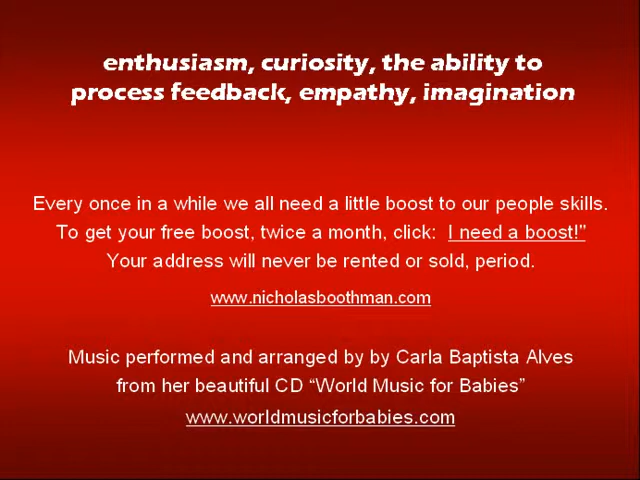 enthusiasm, curiosity, the ability to
process feedback, empathy, imagination
Every once in a while we all need a little boost to our people skills.
To get your free boost, twice a month, click: I need a boost!"
Your address will never be rented or sold, period.
www.nicholasboothman.com
Music performed and arranged by by Carla Baptista Alves
from her beautiful CD “World Music for Babies”
www.worldmusicforbabies.com